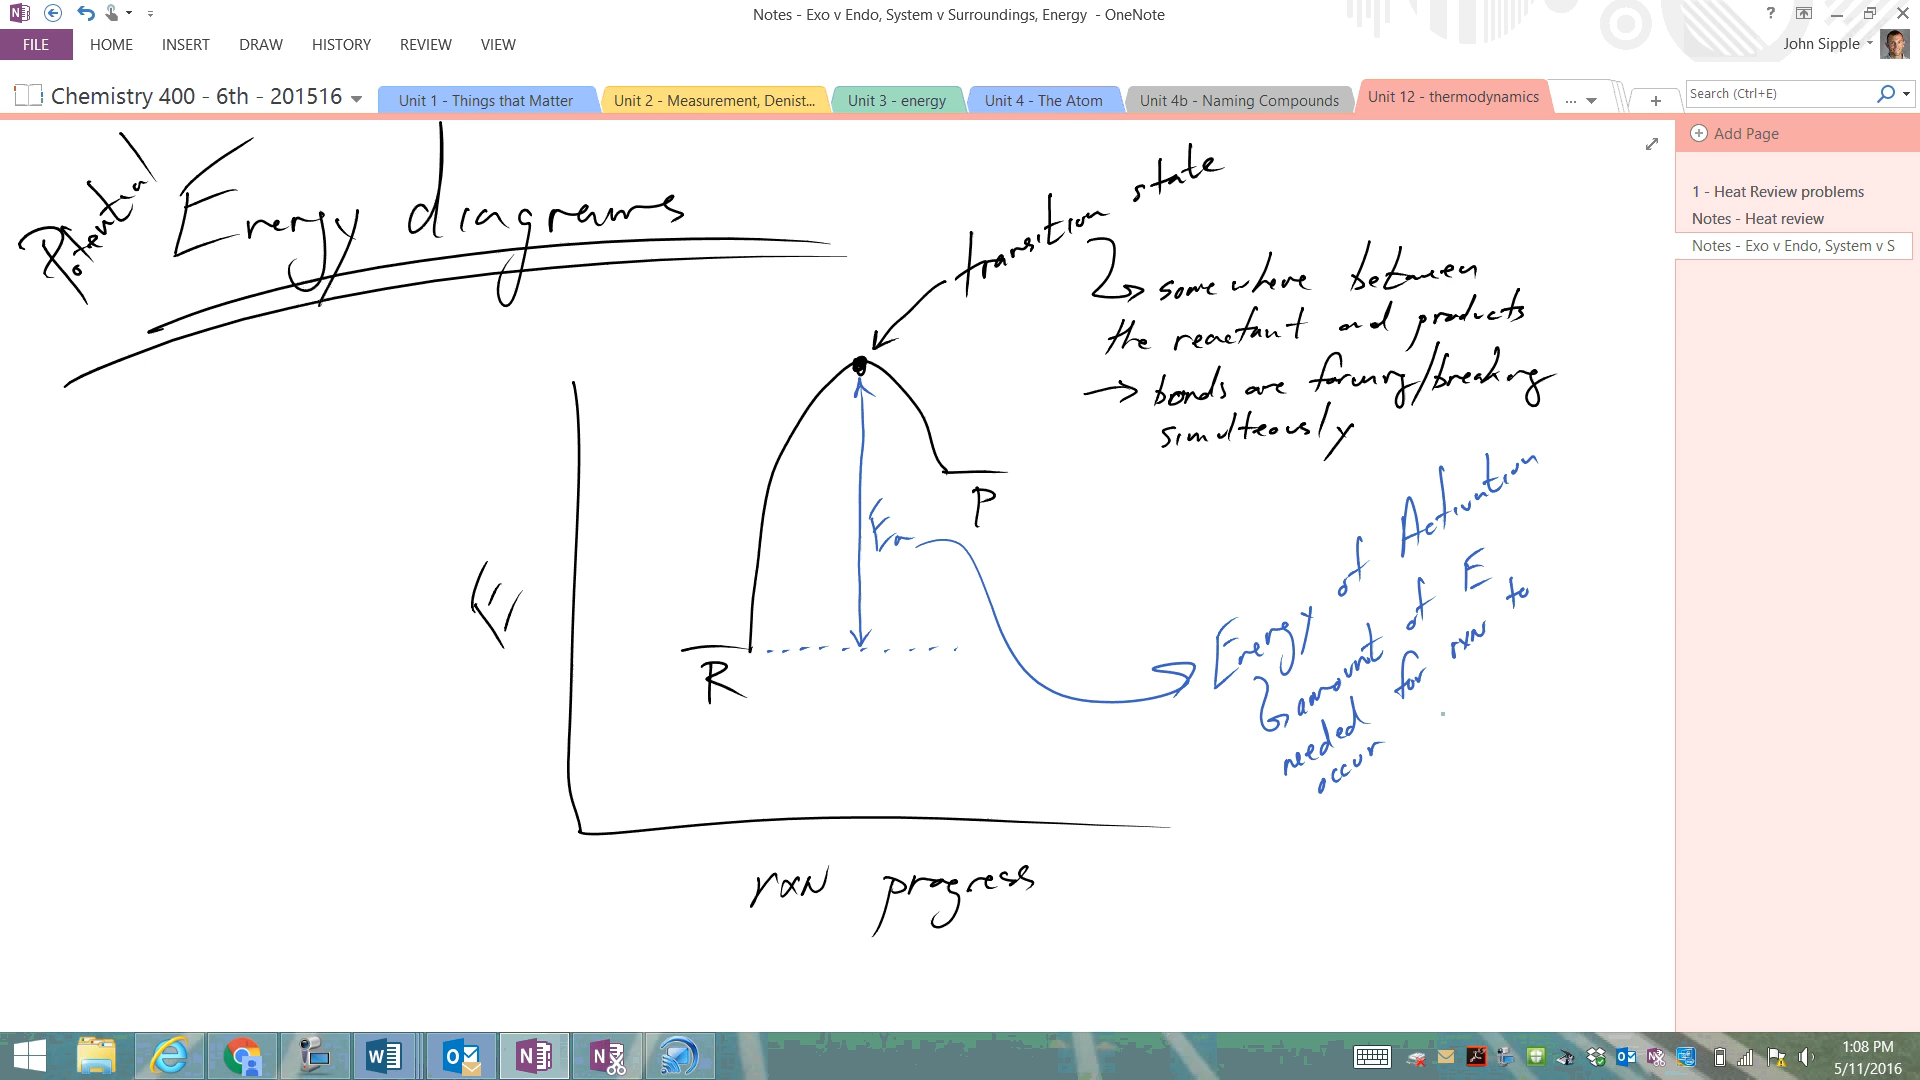 Notes - Exo v Endo, System v Surroundings, Energy - OneNote
FILE HOME INSERT DRAW HISTORY REVIEW VIEW
John Sipple
Chemistry 400 - 6th - 201516
Unit 1 - Things that Matter
Unit 2 - Measurement, Denist...
Unit 3 - energy
Unit 4 - The Atom
Unit 4b - Naming Compounds
Unit 12 - thermodynamics
...
Search (Ctrl+E)
Add Page
1 - Heat Review problems
Notes - Heat review
Notes - Exo v Endo, System v S
Potential Energy diagrams
transition state
somewhere between
the reactant and products
→ bonds are forming/breaking
simulteously
P
Ea
E
R
Energy of Activation
amount of E
needed for rxn to
occur
rxn progress
1:08 PM
5/11/2016